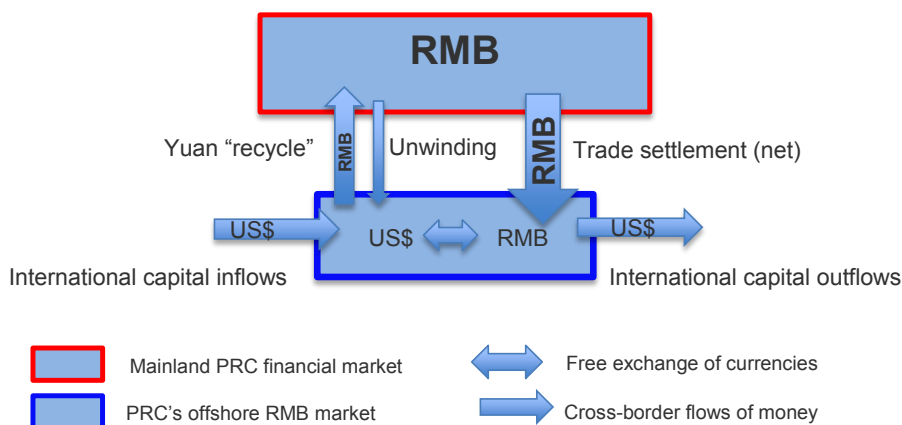 RMB
Yuan “recycle”
RMB
Unwinding
RMB
Trade settlement (net)
US$
US$
RMB
US$
International capital inflows
International capital outflows
Mainland PRC financial market
Free exchange of currencies
PRC’s offshore RMB market
Cross-border flows of money